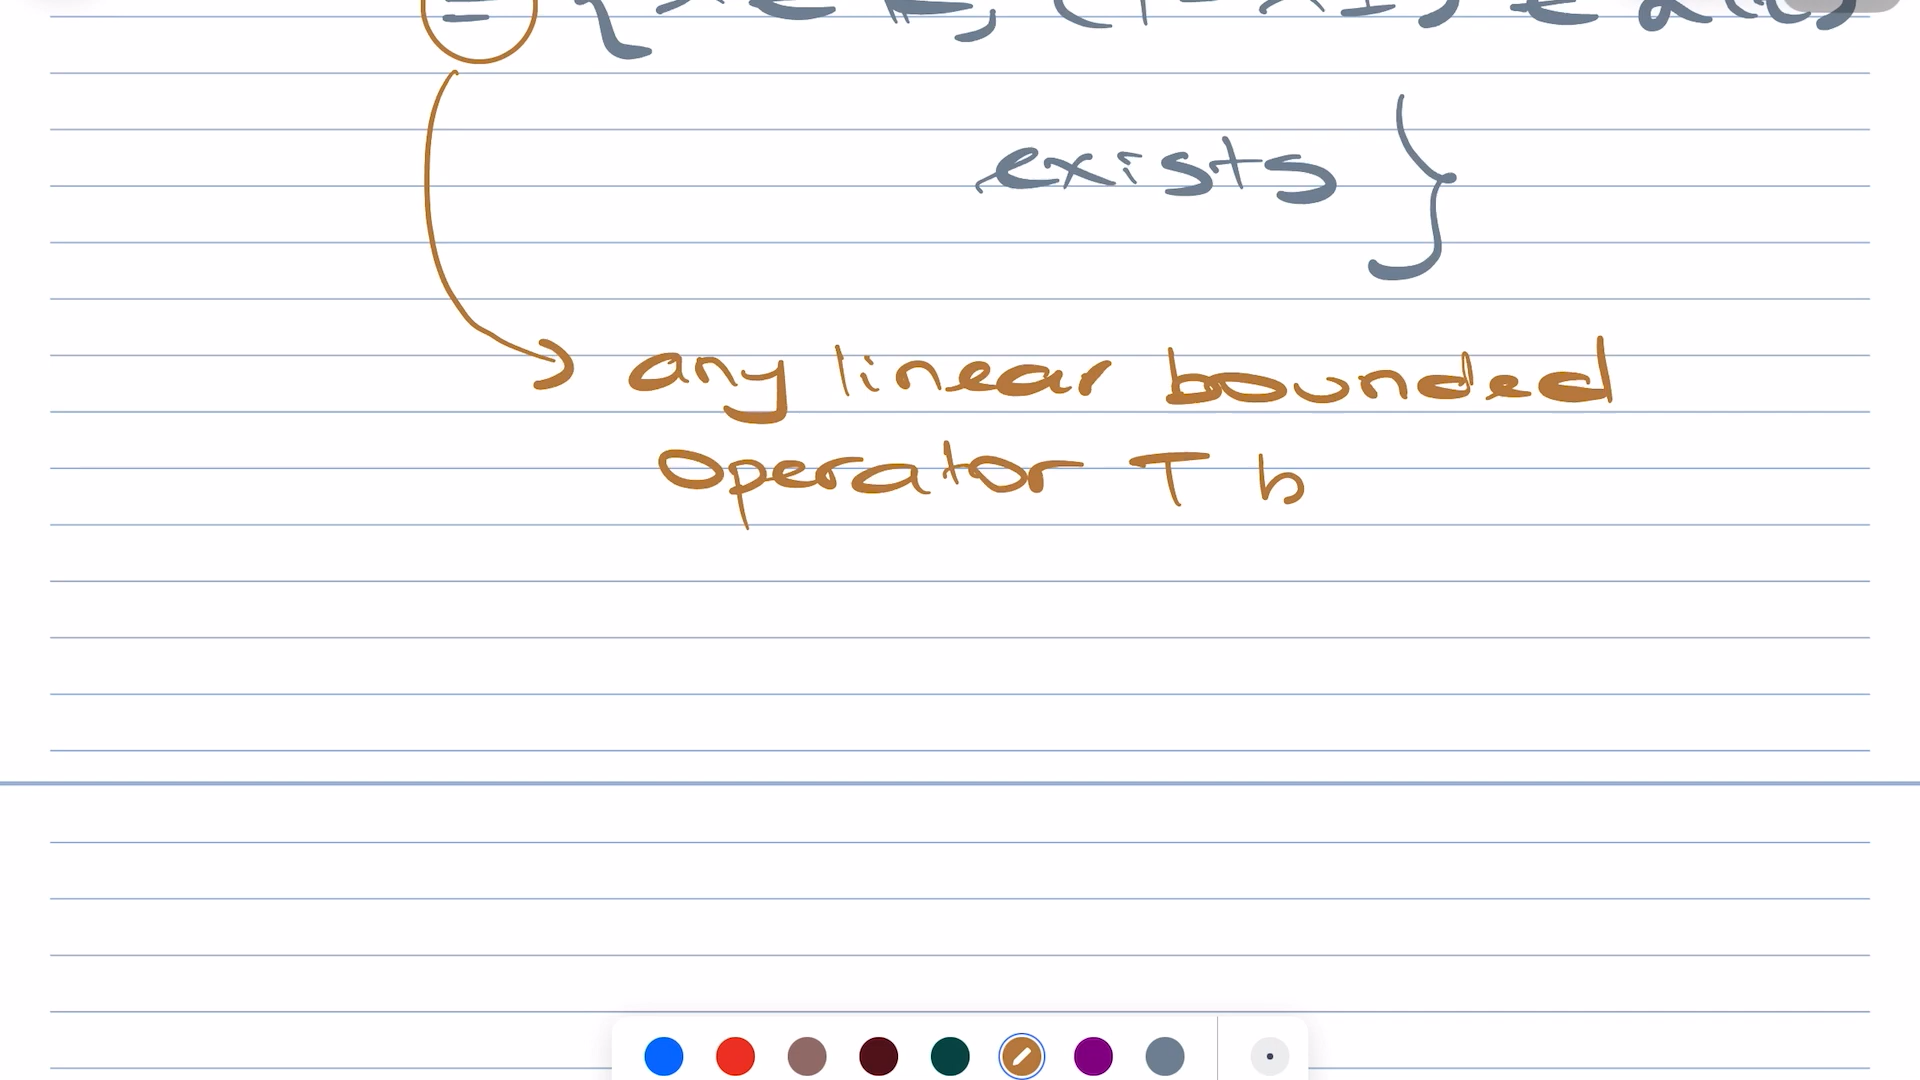 exists }
any linear bounded
operator T b